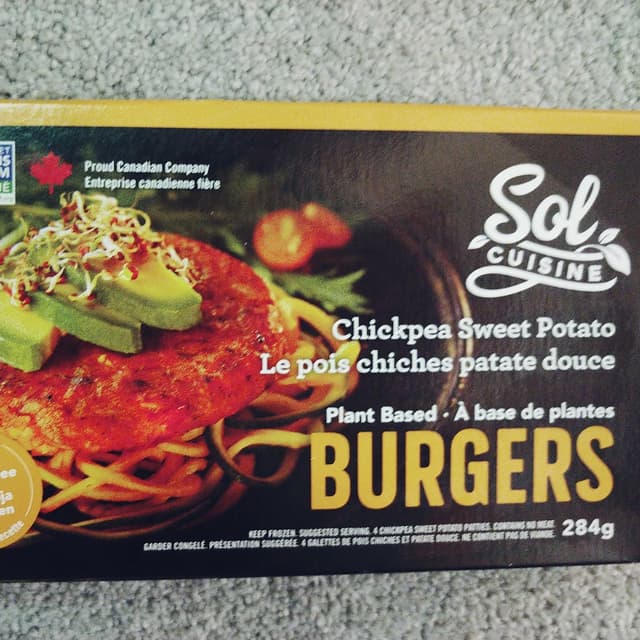 Proud Canadian Company
Entreprise canadienne fière
Sol
CUISINE
Chickpea Sweet Potato
Le pois chiches patate douce
Plant Based · À base de plantes
BURGERS
KEEP FROZEN. SUGGESTED SERVING. 4 CHICKPEA SWEET POTATO PATTIES. CONTAINS NO MEAT.
GARDER CONGELÉ. PRÉSENTATION SUGGÉRÉE. 4 GALETTES DE POIS CHICHES ET PATATE DOUCE. NE CONTIENT PAS DE VIANDE.
284g